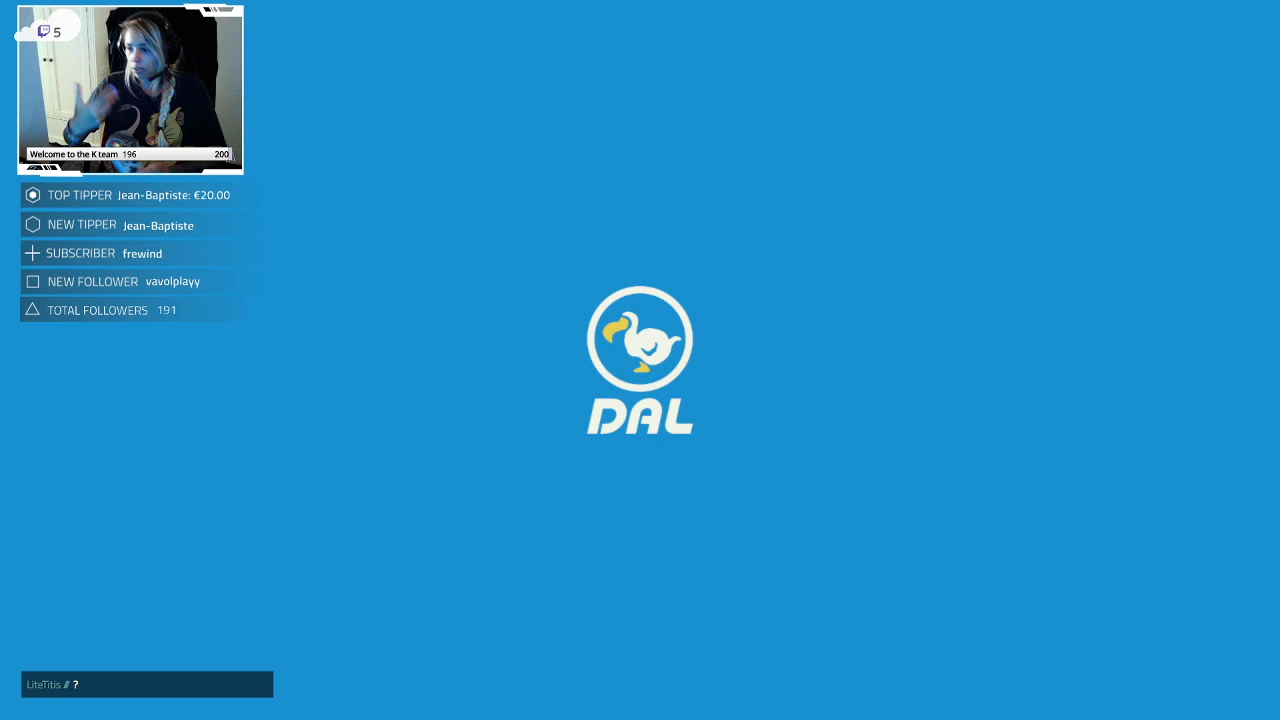 5
Welcome to the K team 196 200
TOP TIPPER Jean-Baptiste: €20.00
NEW TIPPER Jean-Baptiste
SUBSCRIBER frewind
NEW FOLLOWER vavolplayy
TOTAL FOLLOWERS 191
DAL
LiteTitis // ?